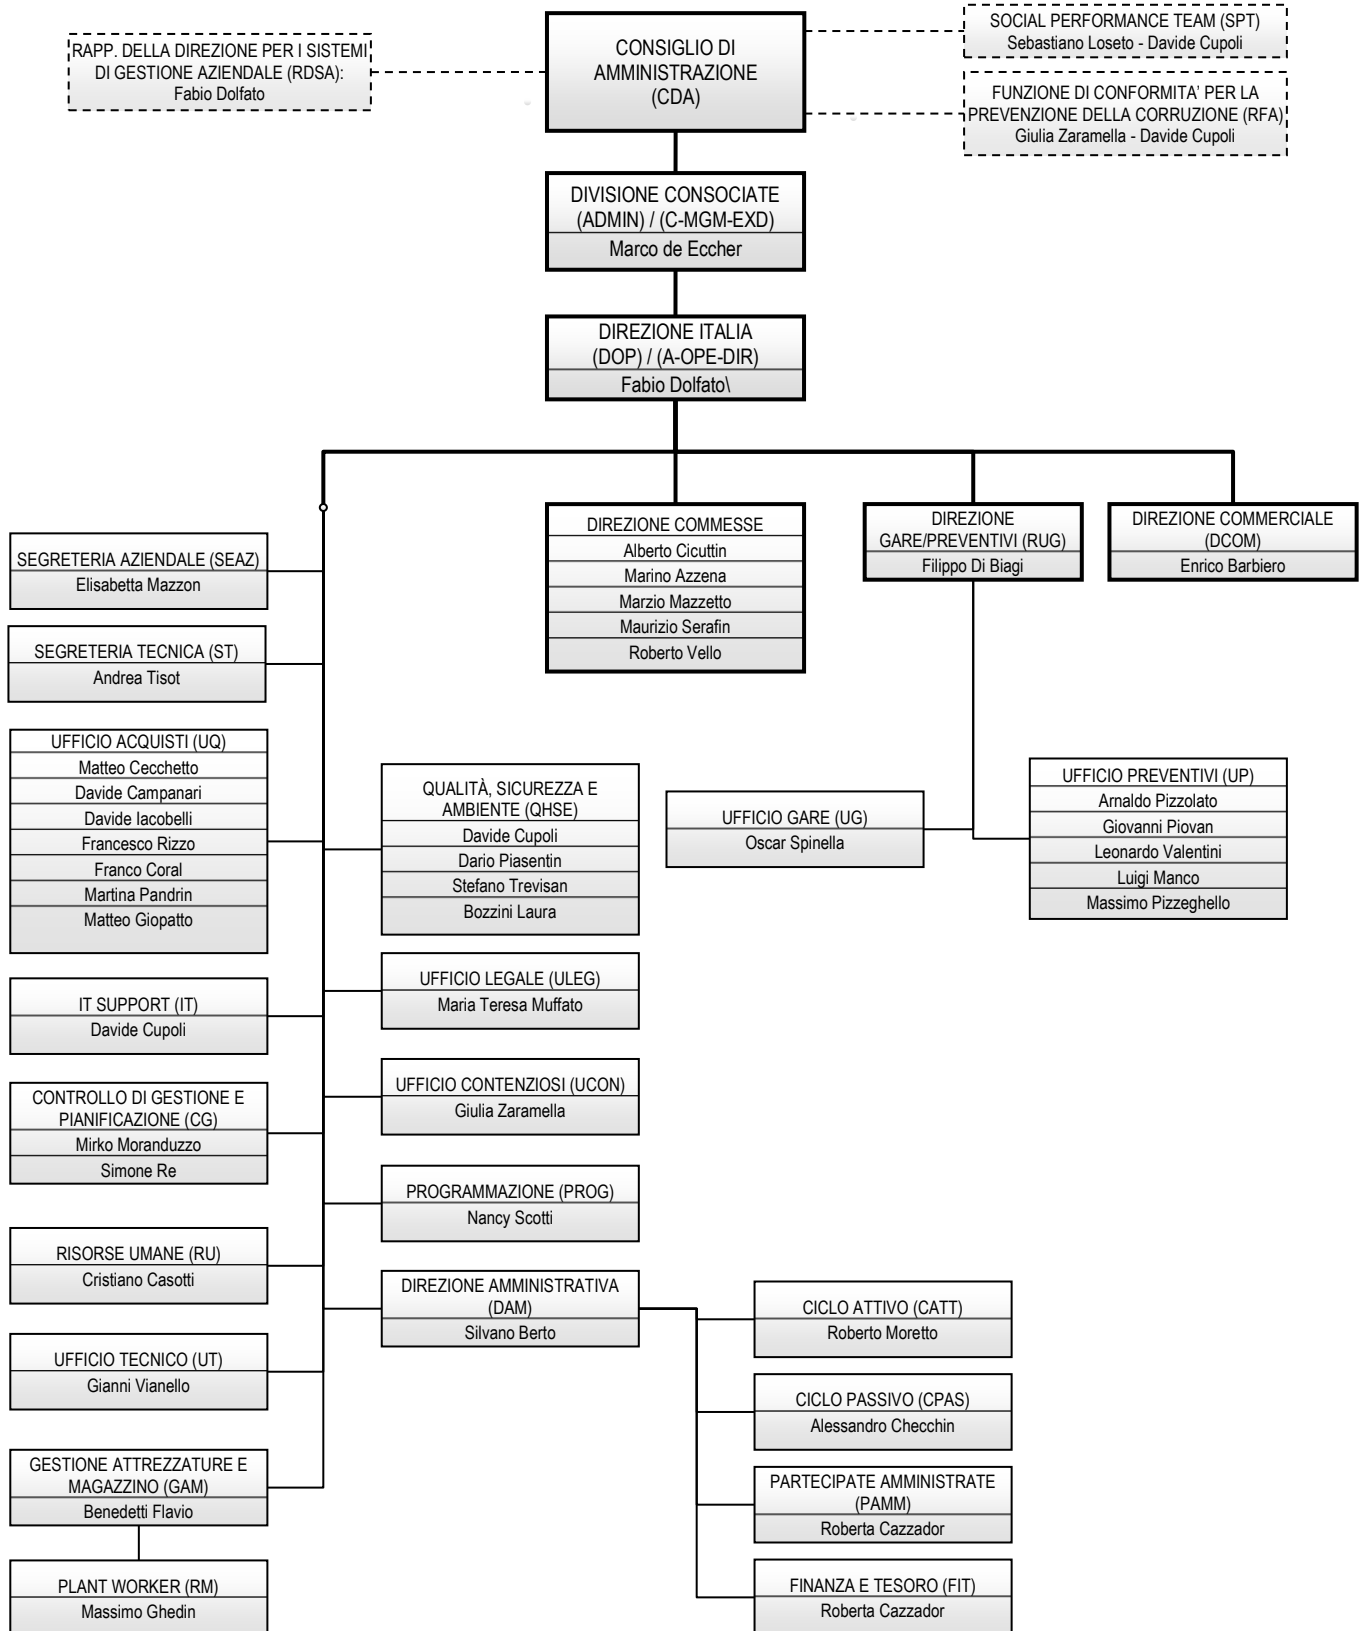 RAPP. DELLA DIREZIONE PER I SISTEMI
DI GESTIONE AZIENDALE (RDSA):
Fabio Dolfato
CONSIGLIO DI
AMMINISTRAZIONE
(CDA)
SOCIAL PERFORMANCE TEAM (SPT)
Sebastiano Loseto - Davide Cupoli
FUNZIONE DI CONFORMITA' PER LA
PREVENZIONE DELLA CORRUZIONE (RFA)
Giulia Zaramella - Davide Cupoli
DIVISIONE CONSOCIATE
(ADMIN) / (C-MGM-EXD)
Marco de Eccher
DIREZIONE ITALIA
(DOP) / (A-OPE-DIR)
Fabio Dolfato\
DIREZIONE COMMESSE
Alberto Cicuttin
Marino Azzena
Marzio Mazzetto
Maurizio Serafin
Roberto Vello
DIREZIONE
GARE/PREVENTIVI (RUG)
Filippo Di Biagi
DIREZIONE COMMERCIALE
(DCOM)
Enrico Barbiero
SEGRETERIA AZIENDALE (SEAZ)
Elisabetta Mazzon
SEGRETERIA TECNICA (ST)
Andrea Tisot
UFFICIO ACQUISTI (UQ)
Matteo Cecchetto
Davide Campanari
Davide Iacobelli
Francesco Rizzo
Franco Coral
Martina Pandrin
Matteo Giopatto
QUALITÀ, SICUREZZA E
AMBIENTE (QHSE)
Davide Cupoli
Dario Piasentin
Stefano Trevisan
Bozzini Laura
UFFICIO GARE (UG)
Oscar Spinella
UFFICIO PREVENTIVI (UP)
Arnaldo Pizzolato
Giovanni Piovan
Leonardo Valentini
Luigi Manco
Massimo Pizzeghello
IT SUPPORT (IT)
Davide Cupoli
UFFICIO LEGALE (ULEG)
Maria Teresa Muffato
CONTROLLO DI GESTIONE E
PIANIFICAZIONE (CG)
Mirko Moranduzzo
Simone Re
UFFICIO CONTENZIOSI (UCON)
Giulia Zaramella
PROGRAMMAZIONE (PROG)
Nancy Scotti
RISORSE UMANE (RU)
Cristiano Casotti
DIREZIONE AMMINISTRATIVA
(DAM)
Silvano Berto
CICLO ATTIVO (CATT)
Roberto Moretto
UFFICIO TECNICO (UT)
Gianni Vianello
CICLO PASSIVO (CPAS)
Alessandro Checchin
GESTIONE ATTREZZATURE E
MAGAZZINO (GAM)
Benedetti Flavio
PARTECIPATE AMMINISTRATE
(PAMM)
Roberta Cazzador
PLANT WORKER (RM)
Massimo Ghedin
FINANZA E TESORO (FIT)
Roberta Cazzador